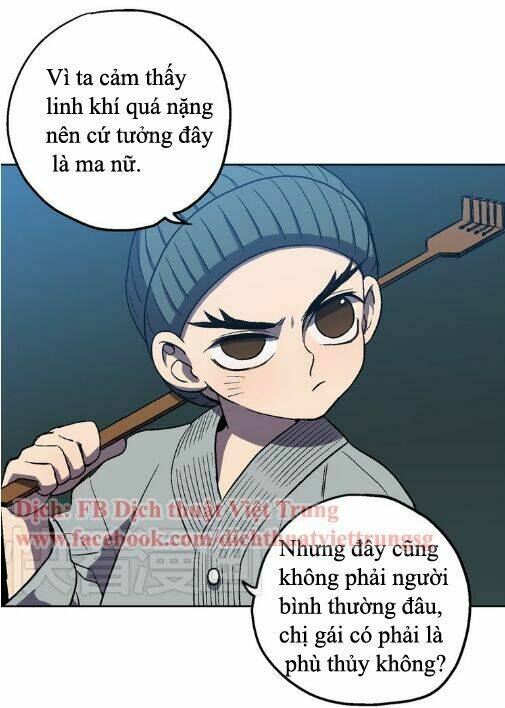 Vì ta cảm thấy
linh khí quá nặng
nên cứ tưởng đây
là ma nữ.
Dịch: FB Dịch thuật Việt Trung
www.facebook.com/dichthuatviettrungsg
Nhưng đây cũng
không phải người
bình thường đâu,
chị gái có phải là
phù thủy không?